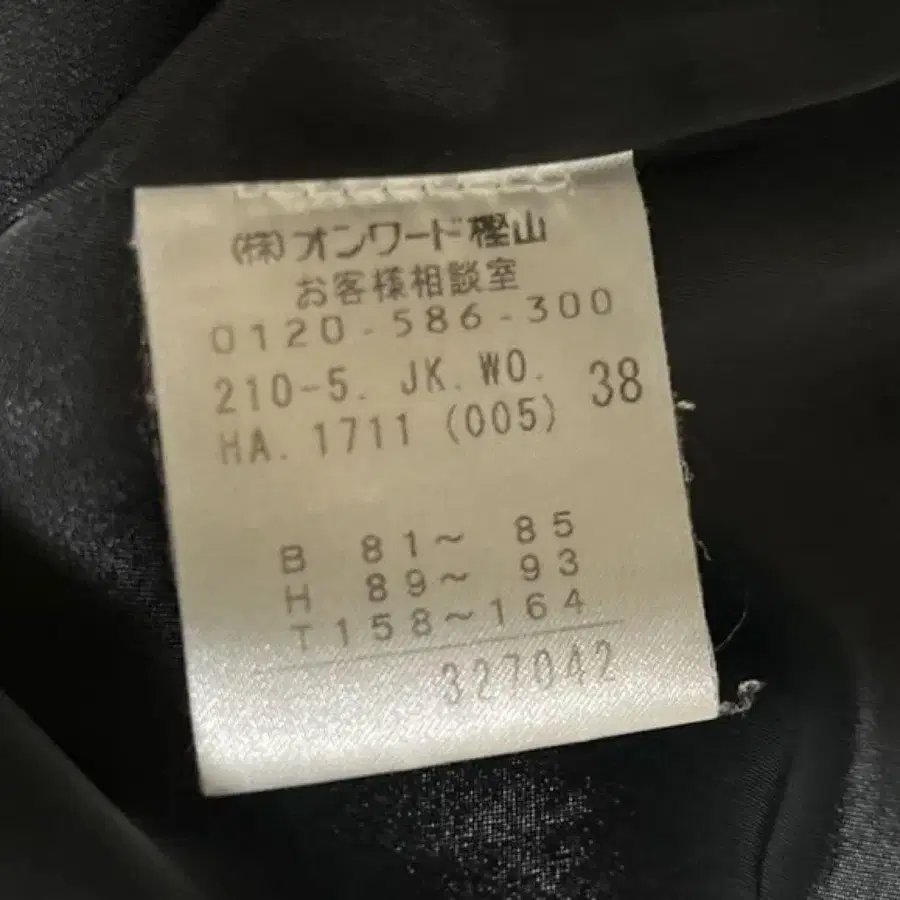 (株)オンワード樫山
お客様相談室
0120-586-300
210-5. JK. WO. 38
HA. 1711 (005)
B 81~ 85
H 89~ 93
T158~164
327042